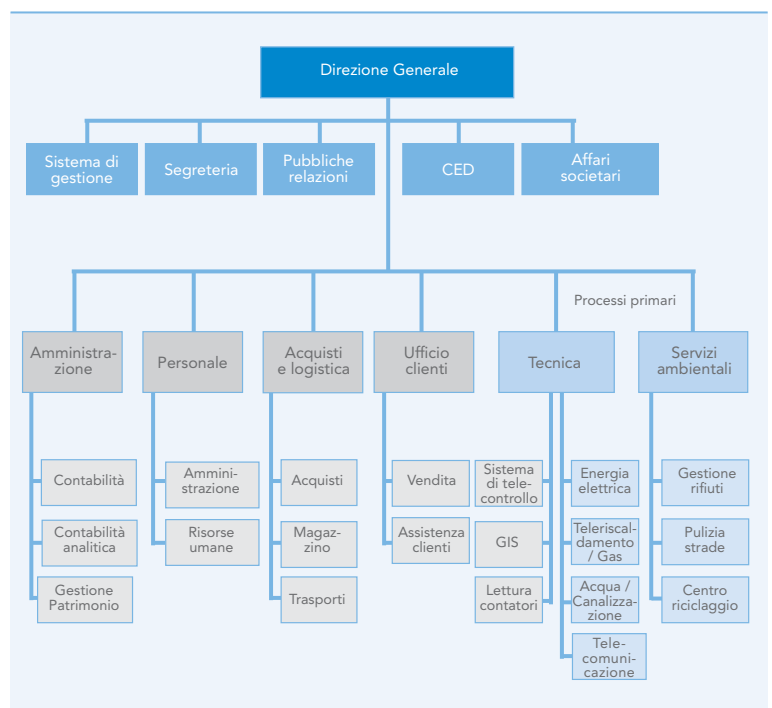 Direzione Generale
Sistema di
gestione
Segreteria
Pubbliche
relazioni
CED
Affari
societari
Processi primari
Amministra-
zione
Personale
Acquisti
e logistica
Ufficio
clienti
Tecnica
Servizi
ambientali
Contabilità
Contabilità
analitica
Gestione
Patrimonio
Ammini-
strazione
Risorse
umane
Acquisti
Magaz-
zino
Trasporti
Vendita
Assistenza
clienti
Sistema
di tele-
controllo
GIS
Lettura
contatori
Energia
elettrica
Teleriscal-
damento
/ Gas
Acqua /
Canalizza-
zione
Tele-
comuni-
cazione
Gestione
rifiuti
Pulizia
strade
Centro
riciclaggio